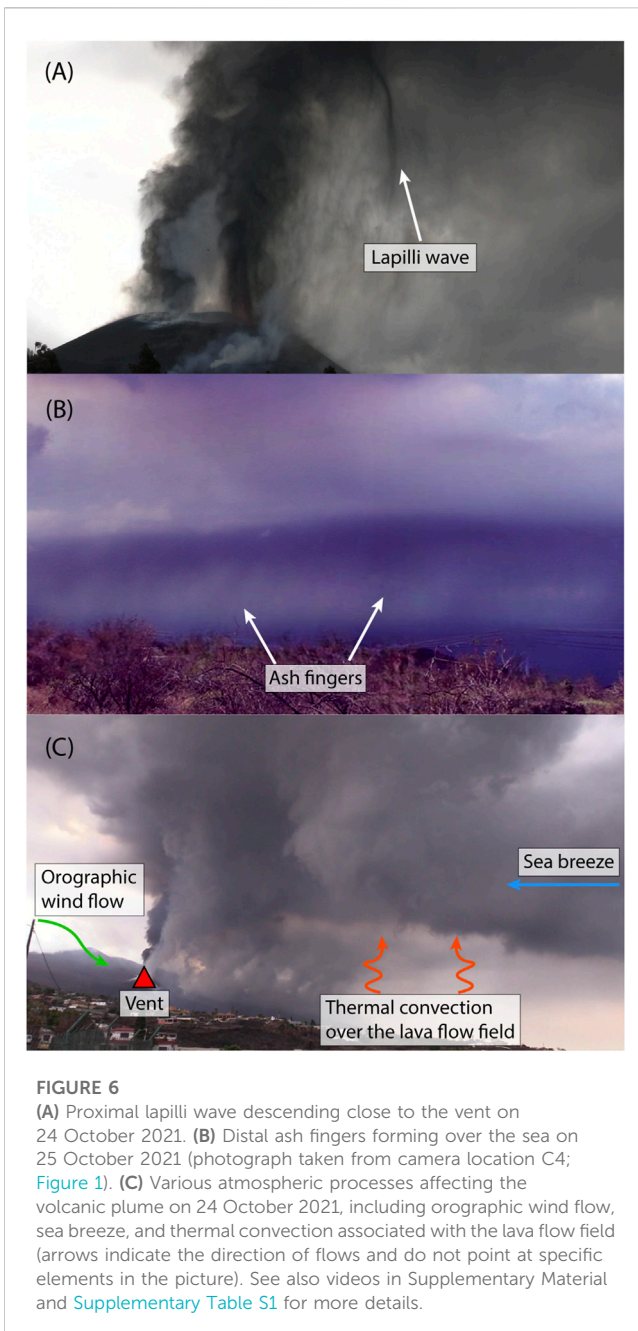 (A)
Lapilli wave
(B)
Ash fingers
(C)
Orographic
wind flow
Sea breeze
Vent
Thermal convection
over the lava flow field
FIGURE 6
(A) Proximal lapilli wave descending close to the vent on
24 October 2021. (B) Distal ash fingers forming over the sea on
25 October 2021 (photograph taken from camera location C4;
Figure 1). (C) Various atmospheric processes affecting the
volcanic plume on 24 October 2021, including orographic wind flow,
sea breeze, and thermal convection associated with the lava flow field
(arrows indicate the direction of flows and do not point at specific
elements in the picture). See also videos in Supplementary Material
and Supplementary Table S1 for more details.